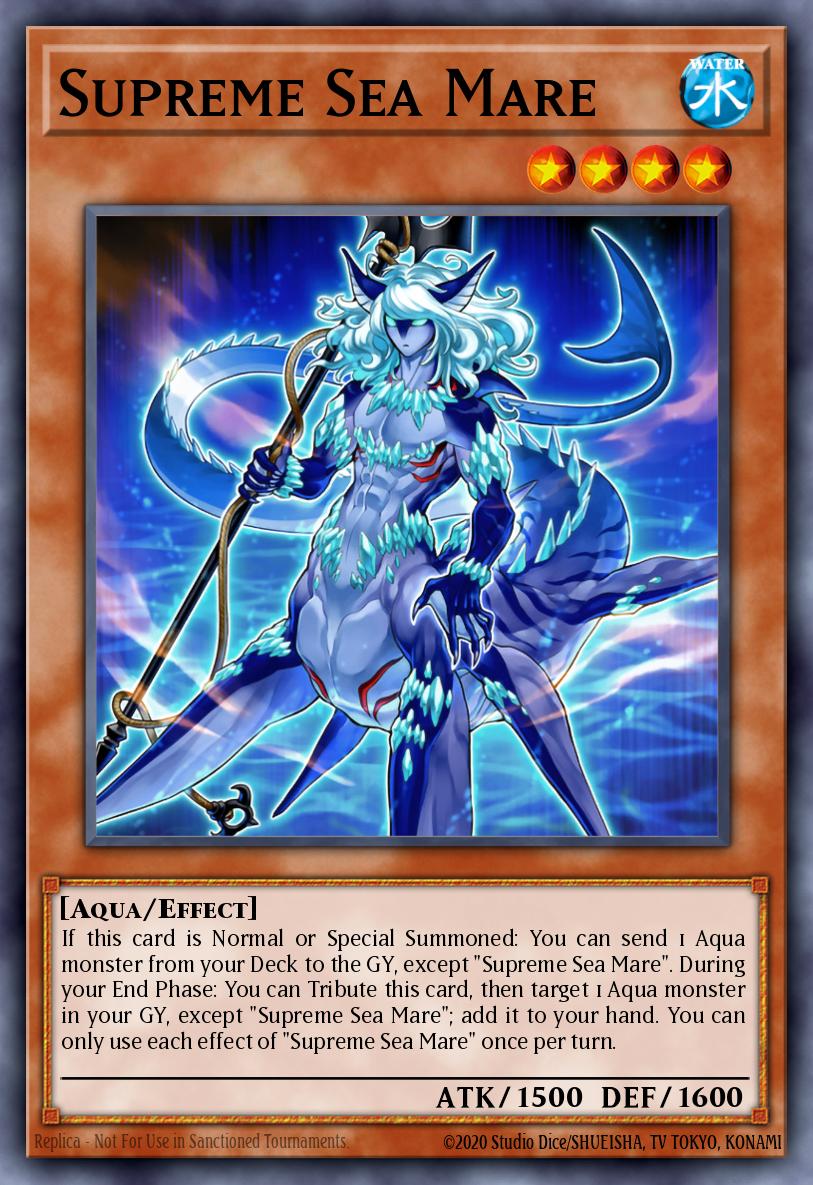 Supreme Sea Mare
WATER
水
[Aqua/Effect]
If this card is Normal or Special Summoned: You can send 1 Aqua
monster from your Deck to the GY, except "Supreme Sea Mare". During
your End Phase: You can Tribute this card, then target 1 Aqua monster
in your GY, except "Supreme Sea Mare"; add it to your hand. You can
only use each effect of "Supreme Sea Mare" once per turn.
ATK/1500 DEF/1600
Replica - Not For Use in Sanctioned Tournaments.
©2020 Studio Dice/SHUEISHA, TV TOKYO, KONAMI